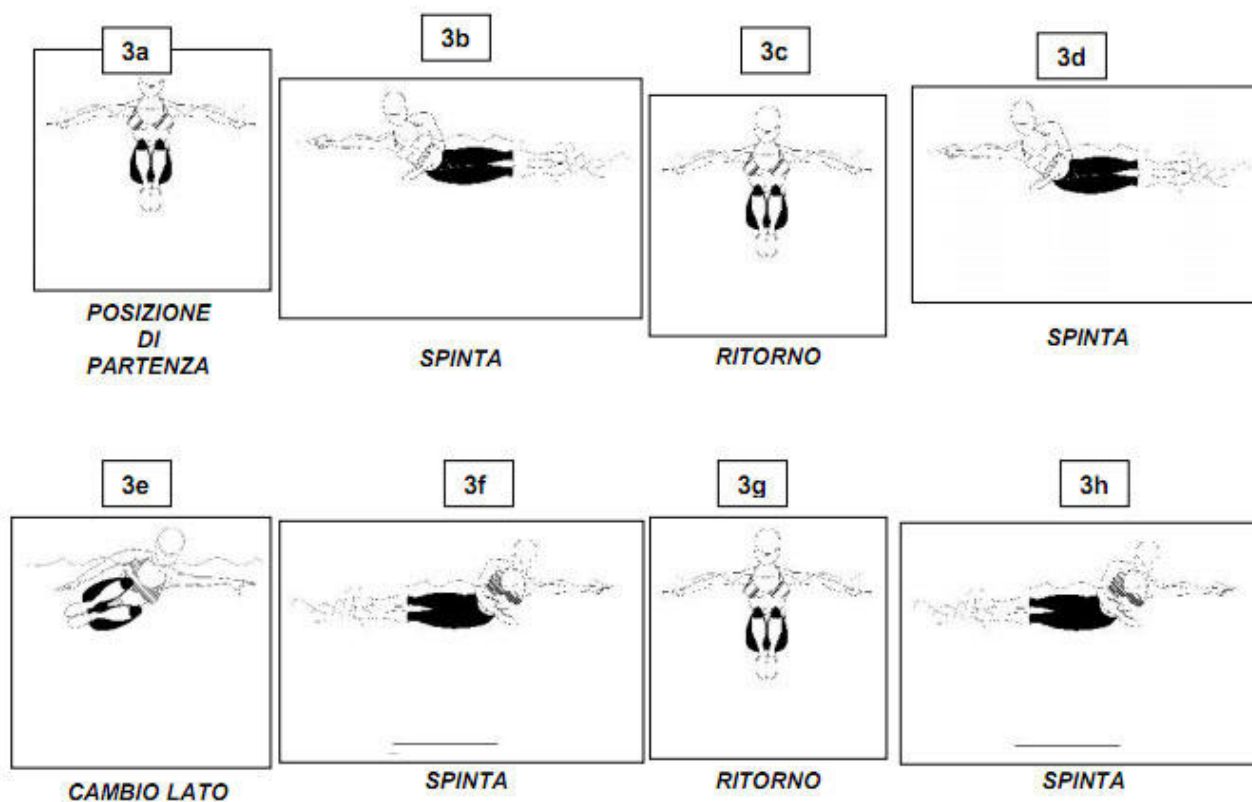 3a
3b
3c
3d
POSIZIONE
DI
PARTENZA
SPINTA
RITORNO
SPINTA
3e
3f
3g
3h
CAMBIO LATO
SPINTA
RITORNO
SPINTA